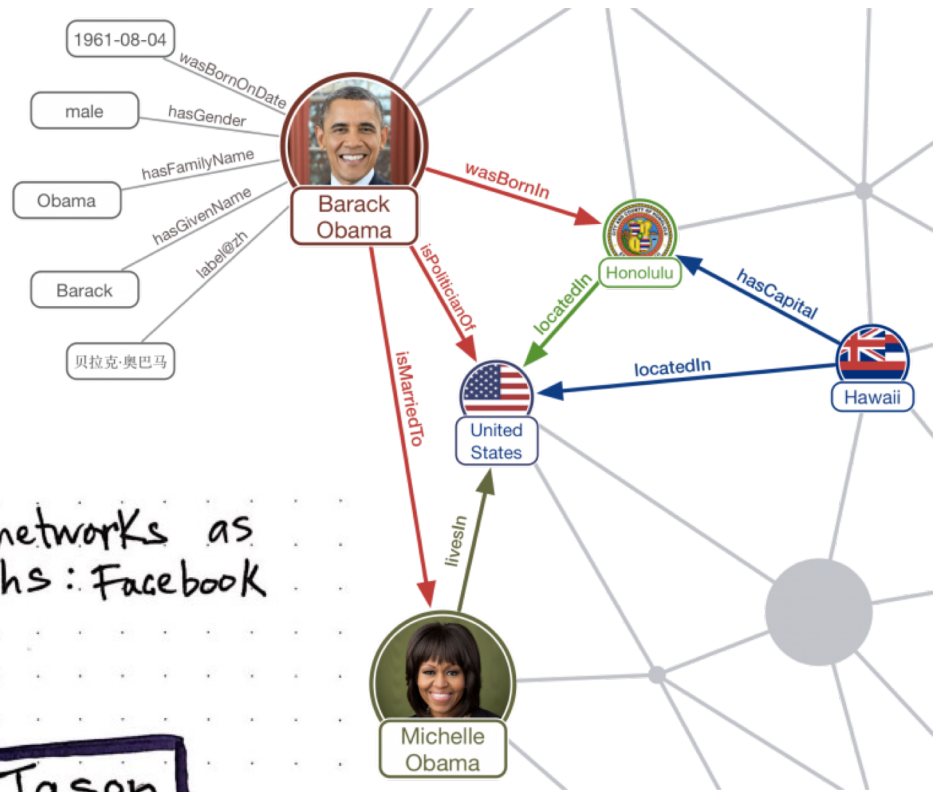 1961-08-04
wasBornOnDate
male
hasGender
hasFamilyName
Obama
hasGivenName
Barack
label@zh
贝拉克·奥巴马
Barack
Obama
wasBornIn
isPoliticianOf
isMarriedTo
Honolulu
locatedIn
hasCapital
locatedIn
Hawaii
United
States
livesIn
Michelle
Obama
networks as
hs: Facebook
Jason